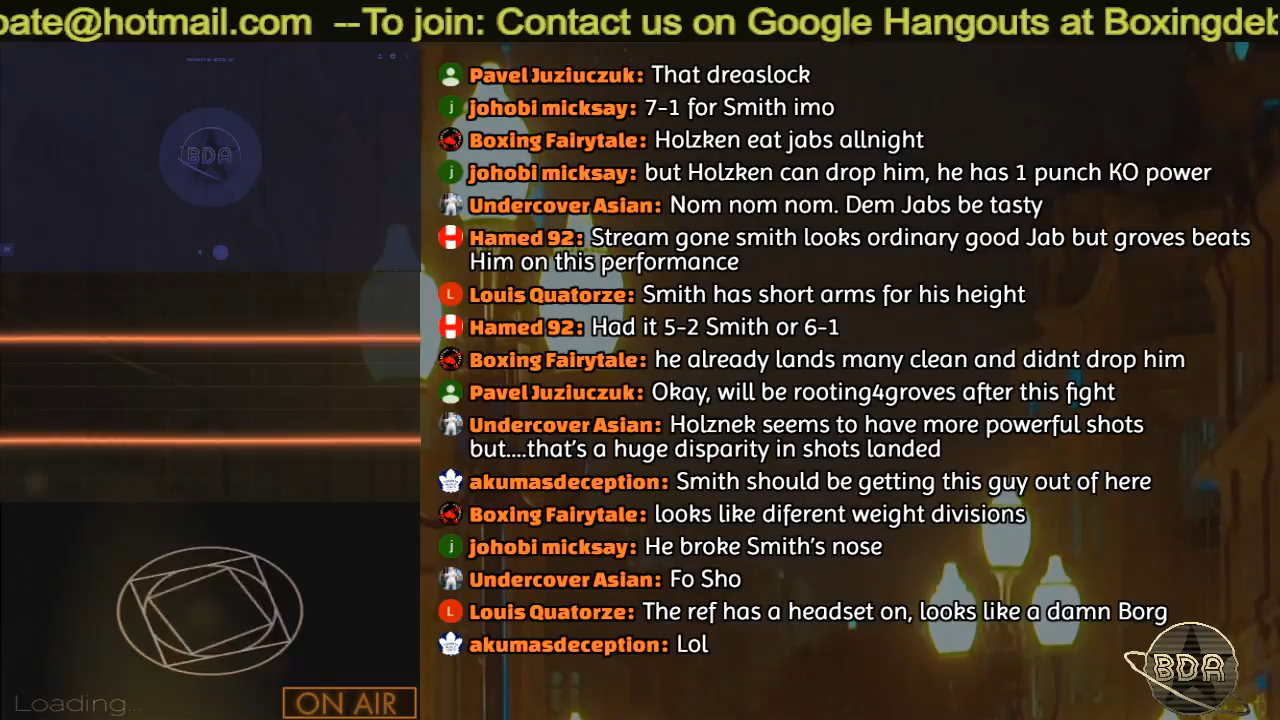 bate@hotmail.com --To join: Contact us on Google Hangouts at Boxingdeb
BDA
Pavel Juziuczuk: That dreaslock
johobi micksay: 7-1 for Smith imo
Boxing Fairytale: Holzken eat jabs allnight
johobi micksay: but Holzken can drop him, he has 1 punch KO power
Undercover Asian: Nom nom nom. Dem Jabs be tasty
Hamed 92: Stream gone smith looks ordinary good Jab but groves beats
Him on this performance
Louis Quatorze: Smith has short arms for his height
Hamed 92: Had it 5-2 Smith or 6-1
Boxing Fairytale: he already lands many clean and didnt drop him
Pavel Juziuczuk: Okay, will be rooting4groves after this fight
Undercover Asian: Holznek seems to have more powerful shots
but....that's a huge disparity in shots landed
akumasdeception: Smith should be getting this guy out of here
Boxing Fairytale: looks like diferent weight divisions
johobi micksay: He broke Smith's nose
Undercover Asian: Fo Sho
Louis Quatorze: The ref has a headset on, looks like a damn Borg
akumasdeception: Lol
Loading...
ON AIR
BDA